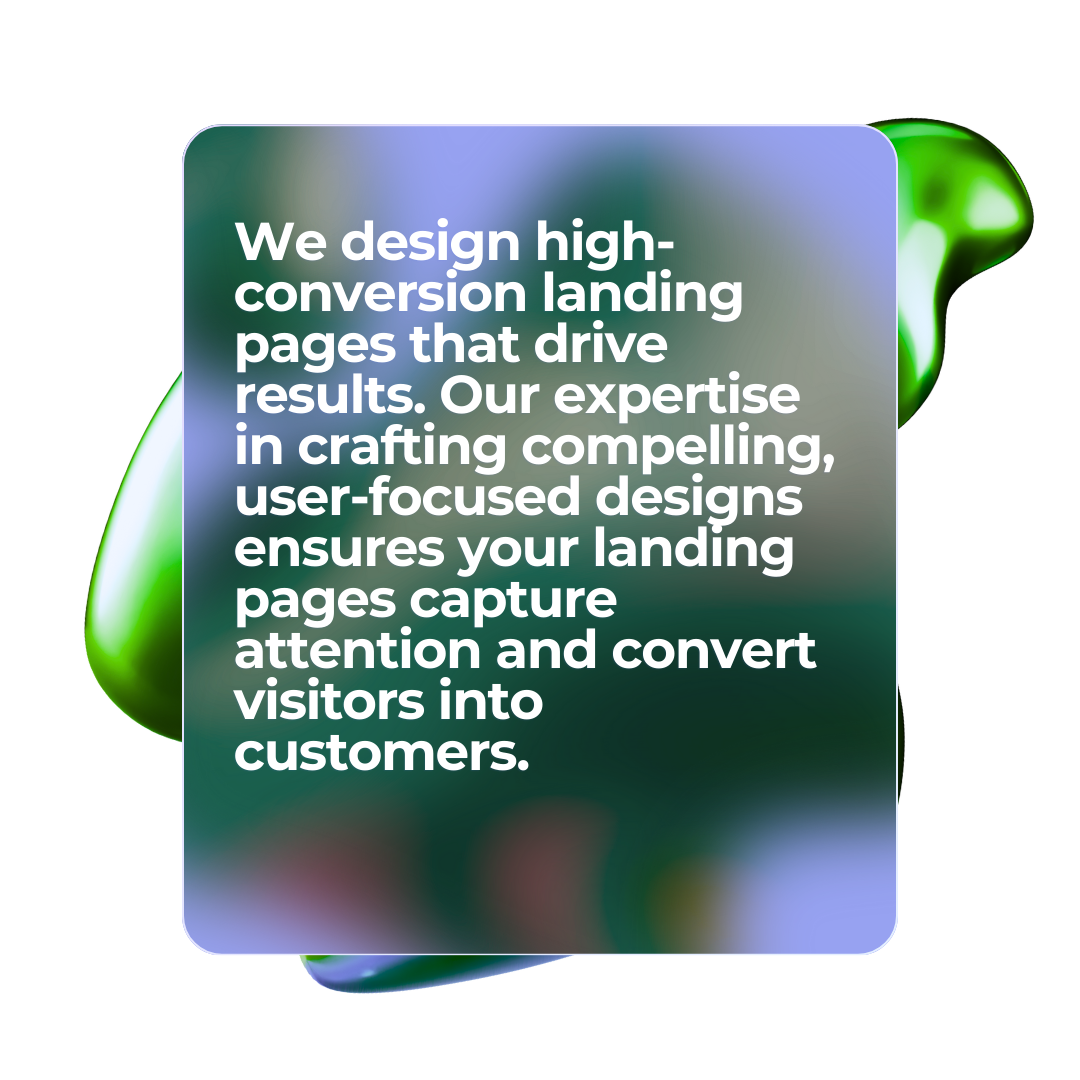 We design high-
conversion landing
pages that drive
results. Our expertise
in crafting compelling,
user-focused designs
ensures your landing
pages capture
attention and convert
visitors into
customers.